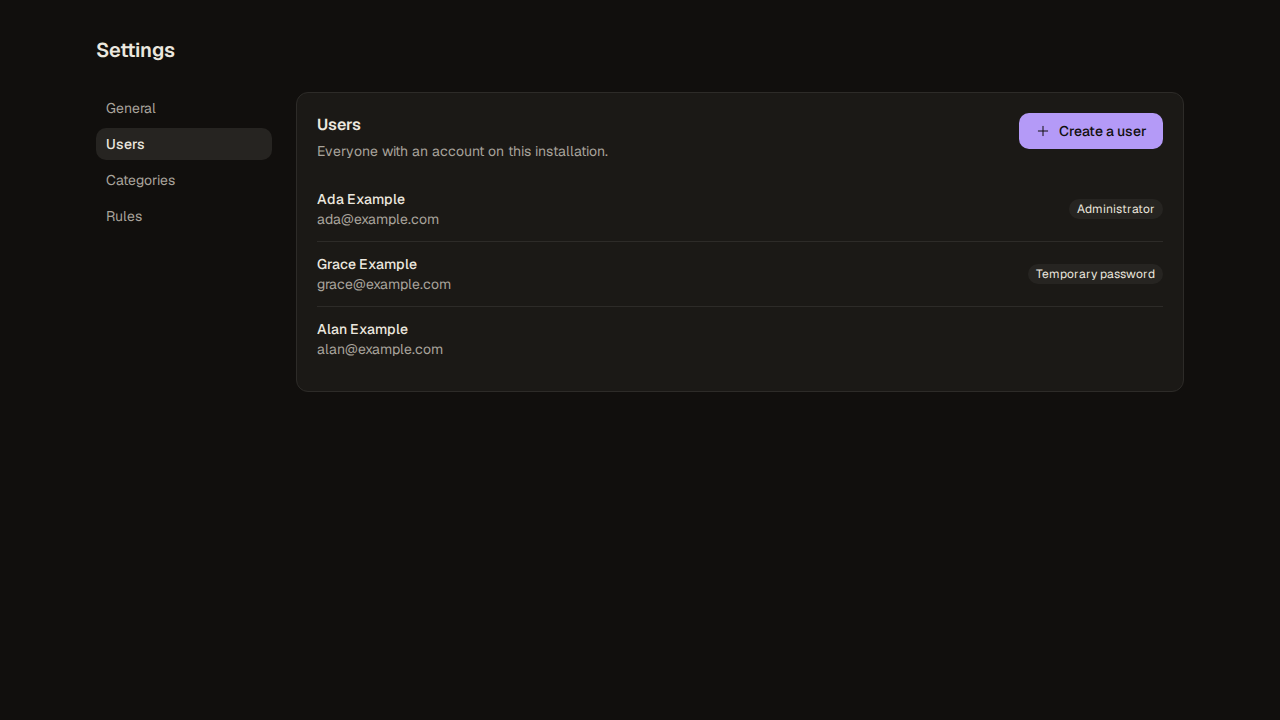 Settings
General
Users
Categories
Rules
Users
Everyone with an account on this installation.
Create a user
Ada Example
ada@example.com
Administrator
Grace Example
grace@example.com
Temporary password
Alan Example
alan@example.com